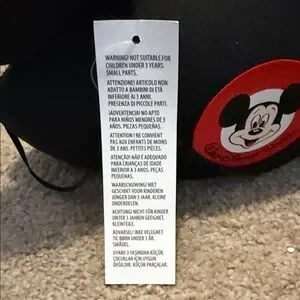 WARNING! NOT SUITABLE FOR
CHILDREN UNDER 3 YEARS.
SMALL PARTS.
ATTENZIONE! ARTICOLO NON
ADATTO A BAMBINI DI ETÀ
INFERIORE AI 3 ANNI.
PRESENZA DI PICCOLE PARTI.
¡ADVERTENCIA! NO APTO
PARA NIÑOS MENORES DE 3
AÑOS. PIEZAS PEQUEÑAS.
ATTENTION ! NE CONVIENT
PAS AUX ENFANTS DE MOINS
DE 3 ANS. PETITES PIÈCES.
ATENÇÃO! NÃO É ADEQUADO
PARA CRIANÇAS DE IDADE
INFERIOR A 3 ANOS. PEÇAS
PEQUENAS.
WAARSCHUWING! NIET
GESCHIKT VOOR KINDEREN
JONGER DAN 3 JAAR. KLEINE
ONDERDELEN.
ACHTUNG! NICHT FÜR KINDER
UNTER 3 JAHREN GEEIGNET.
KLEINTEILE.
ADVARSEL! IKKE VELEGNET
TIL BØRN UNDER 3 ÅR.
SMÅDEL
UYARI! 3 YAŞINDAN KÜÇÜK
ÇOCUKLAR İÇİN UYGUN
DEĞİLDİR. KÜÇÜK PARÇALAR.